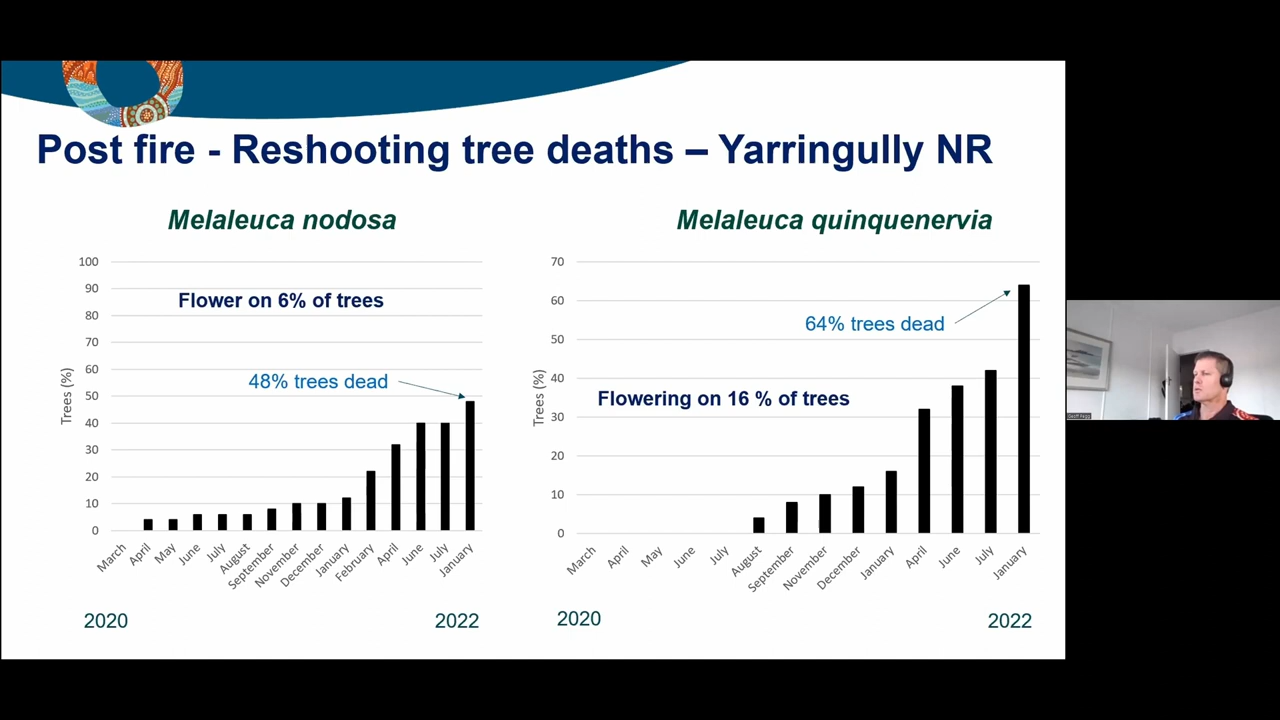 Post fire - Reshooting tree deaths – Yarringully NR
Melaleuca nodosa
100
90
80
70
60
50
40
30
20
10
0
Trees (%)
Flower on 6% of trees
48% trees dead
March
April
May
June
July
August
September
November
December
January
February
April
June
July
January
2020
2022
Melaleuca quinquenervia
70
60
50
40
30
20
10
0
Trees (%)
64% trees dead
Flowering on 16 % of trees
March
April
May
June
July
August
September
November
December
January
April
June
July
January
2020
2022
Geoff Pegg